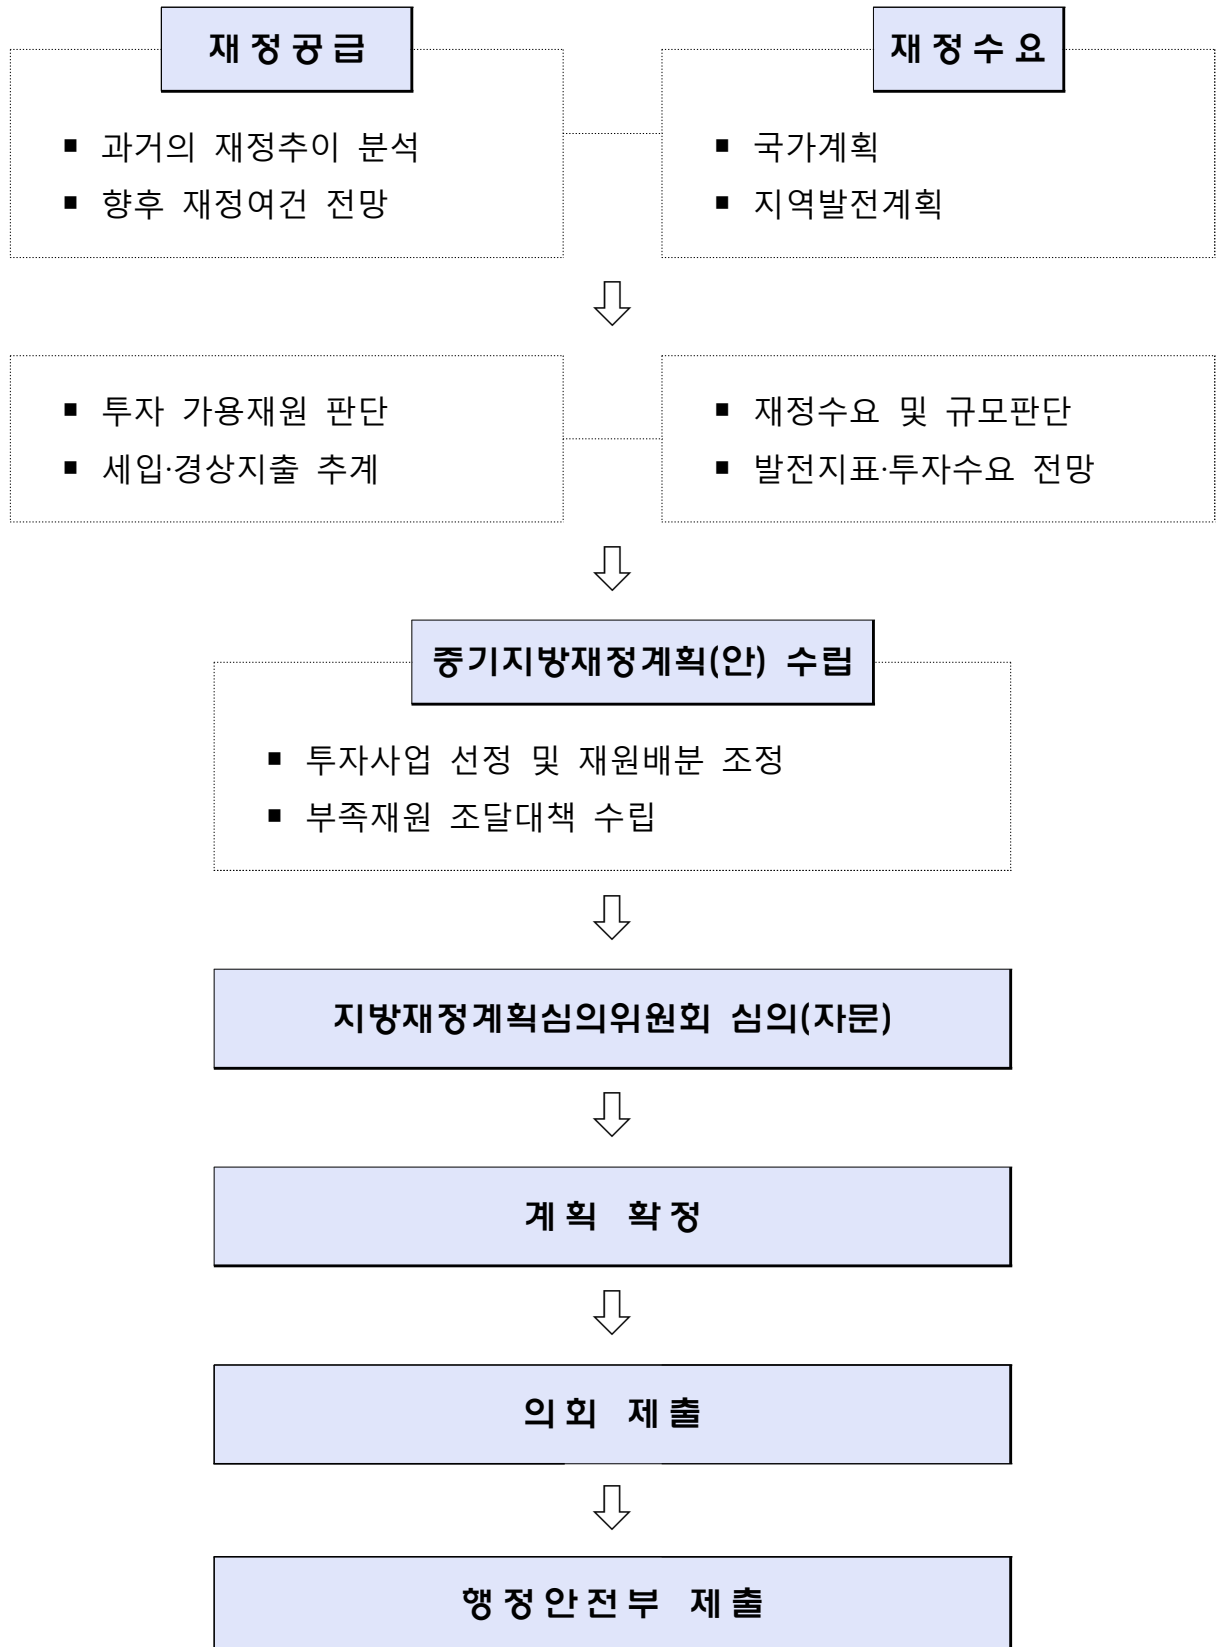 재정공급
■ 과거의 재정추이 분석
■ 향후 재정여건 전망
재정수요
■ 국가계획
■ 지역발전계획
■ 투자 가용재원 판단
■ 세입·경상지출 추계
■ 재정수요 및 규모판단
■ 발전지표·투자수요 전망
중기지방재정계획(안) 수립
■ 투자사업 선정 및 재원배분 조정
■ 부족재원 조달대책 수립
지방재정계획심의위원회 심의(자문)
계획 확정
의회 제출
행정안전부 제출